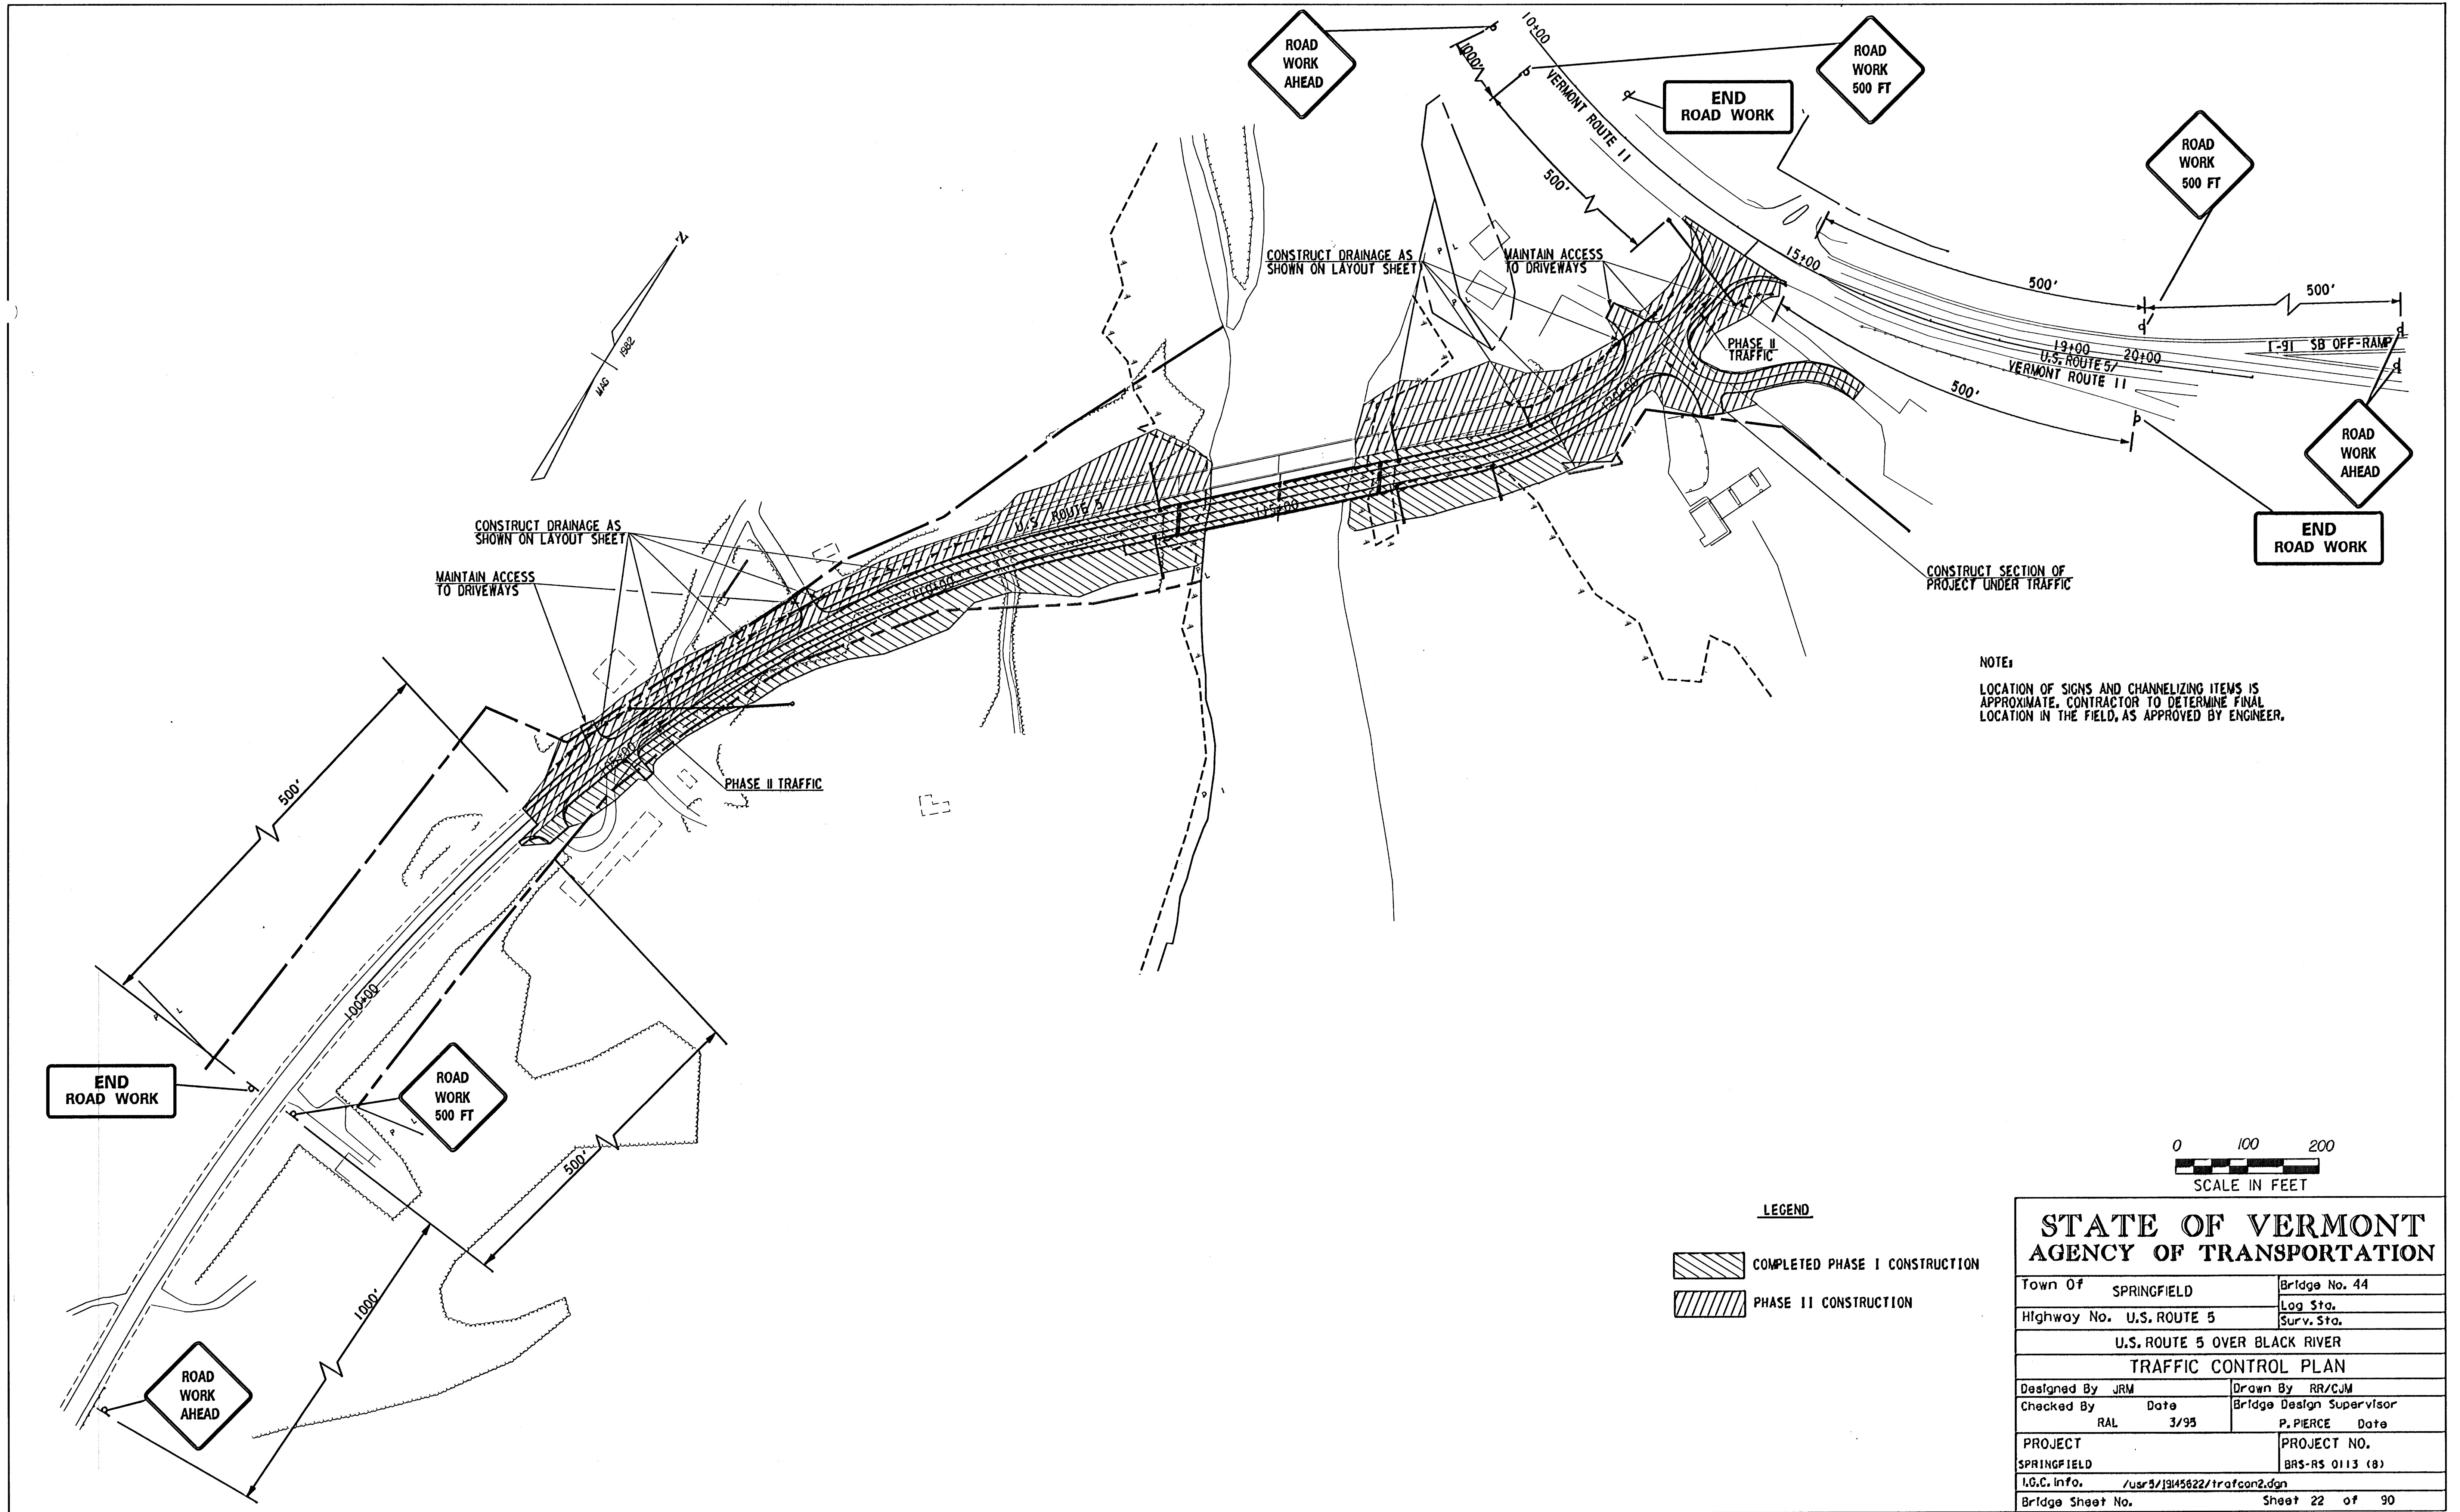 ROAD
WORK
AHEAD
10+00
1000'
VERMONT ROUTE 11
ROAD
WORK
500 FT
END
ROAD WORK
ROAD
WORK
500 FT
500'
CONSTRUCT DRAINAGE AS
SHOWN ON LAYOUT SHEET
MAINTAIN ACCESS
TO DRIVEWAYS
15+00
500'
500'
P L
P L
N
1982
MAG
PHASE II
TRAFFIC
19+00
20+00
U.S. ROUTE 5/
VERMONT ROUTE 11
I-91 SB OFF-RAMP
500'
120+00
ROAD
WORK
AHEAD
END
ROAD WORK
U.S. ROUTE 5
115+00
110+00
CONSTRUCT DRAINAGE AS
SHOWN ON LAYOUT SHEET
MAINTAIN ACCESS
TO DRIVEWAYS
P L
CONSTRUCT SECTION OF
PROJECT UNDER TRAFFIC
NOTE:
LOCATION OF SIGNS AND CHANNELIZING ITEMS IS
APPROXIMATE. CONTRACTOR TO DETERMINE FINAL
LOCATION IN THE FIELD, AS APPROVED BY ENGINEER.
500'
PHASE II TRAFFIC
100+00
P L
END
ROAD WORK
ROAD
WORK
500 FT
P L
500'
1000'
ROAD
WORK
AHEAD
0 100 200
SCALE IN FEET
LEGEND
COMPLETED PHASE I CONSTRUCTION
PHASE II CONSTRUCTION
STATE OF VERMONT
AGENCY OF TRANSPORTATION
Town Of SPRINGFIELD
Bridge No. 44
Log Sta.
Highway No. U.S. ROUTE 5
Surv. Sta.
U.S. ROUTE 5 OVER BLACK RIVER
TRAFFIC CONTROL PLAN
Designed By JRM
Drawn By RR/CJM
Checked By Date
RAL 3/95
Bridge Design Supervisor
P. PIERCE Date
PROJECT
SPRINGFIELD
PROJECT NO.
BRS-RS 0113 (8)
I.G.C. Info. /usr5/19145622/trafcon2.dgn
Bridge Sheet No.
Sheet 22 of 90